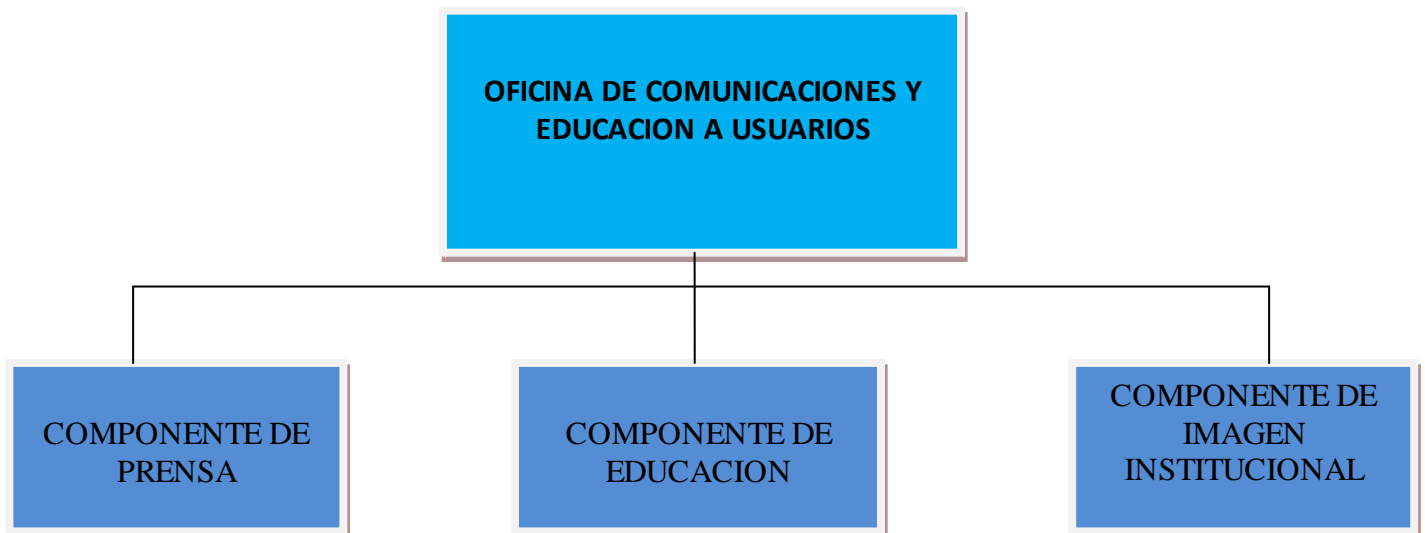 OFICINA DE COMUNICACIONES Y
EDUCACION A USUARIOS
COMPONENTE DE
PRENSA
COMPONENTE DE
EDUCACION
COMPONENTE DE
IMAGEN
INSTITUCIONAL